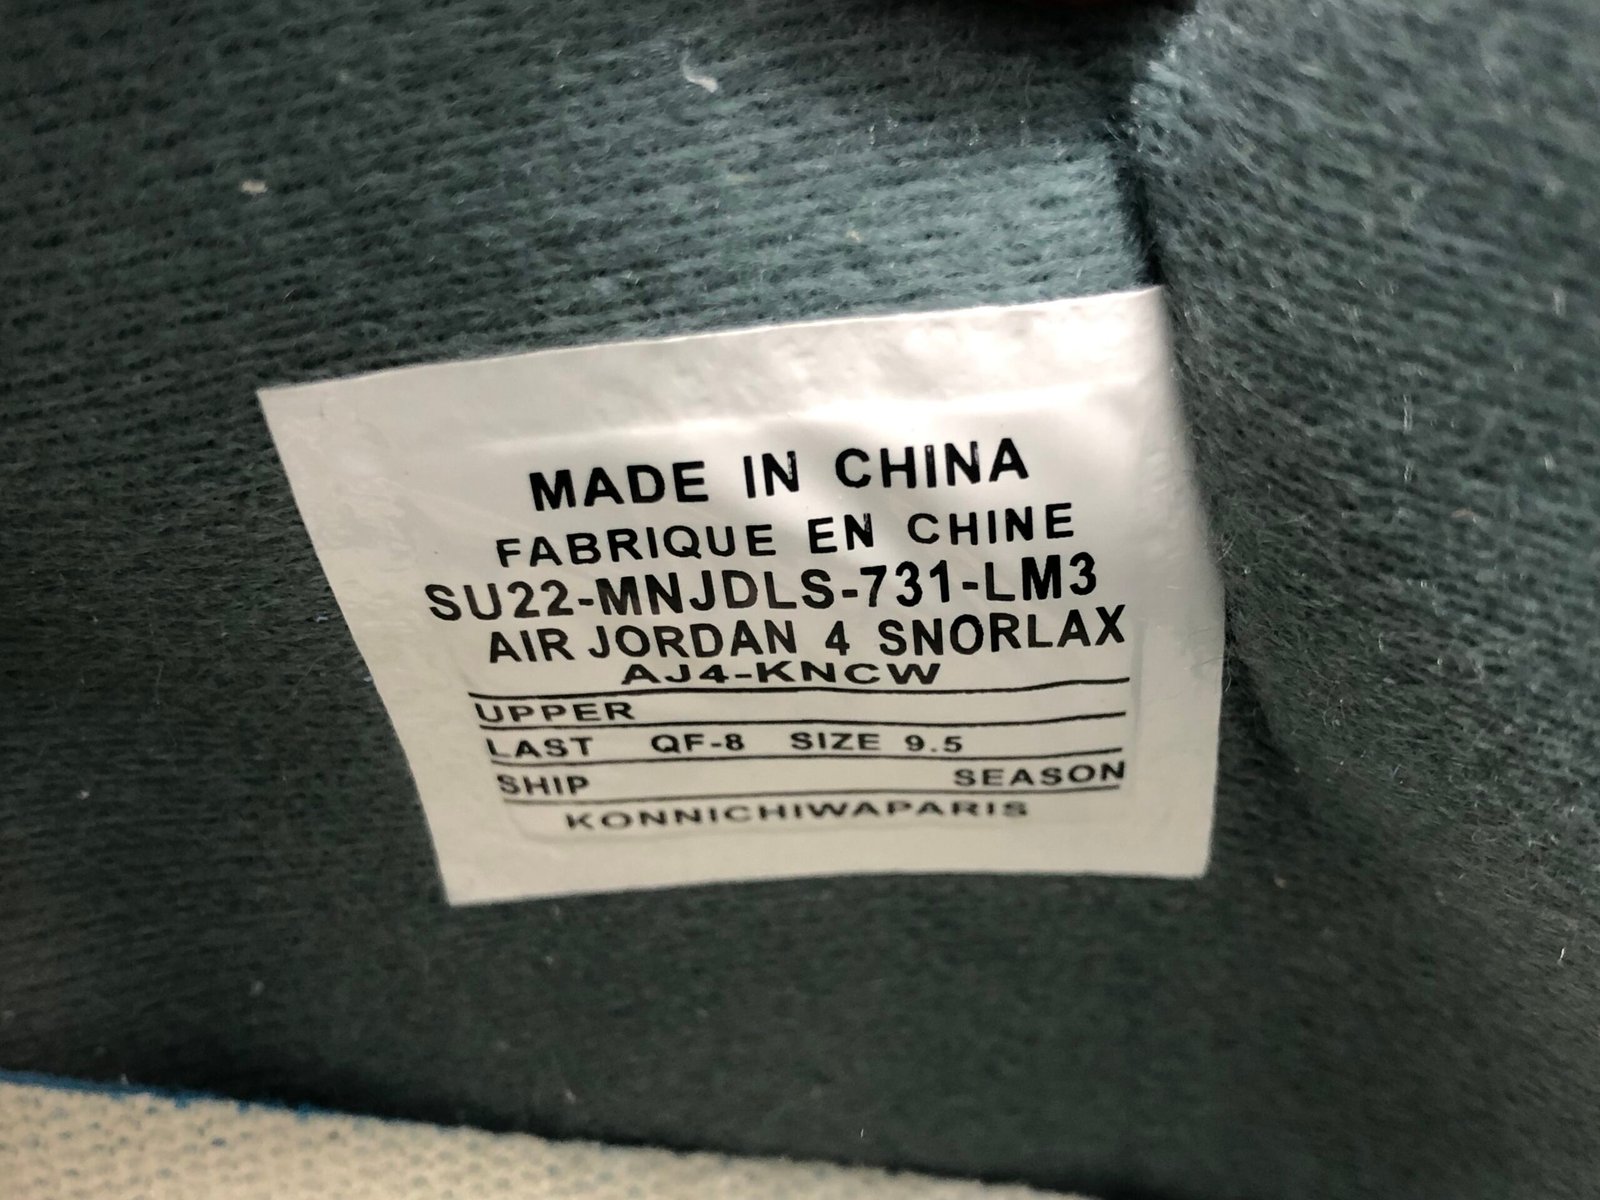 MADE IN CHINA
FABRIQUE EN CHINE
SU22-MNJDLS-731-LM3
AIR JORDAN 4 SNORLAX
AJ4-KNCW
UPPER
LAST QF-8 SIZE 9.5
SHIP SEASON
KONNICHIWAPARIS